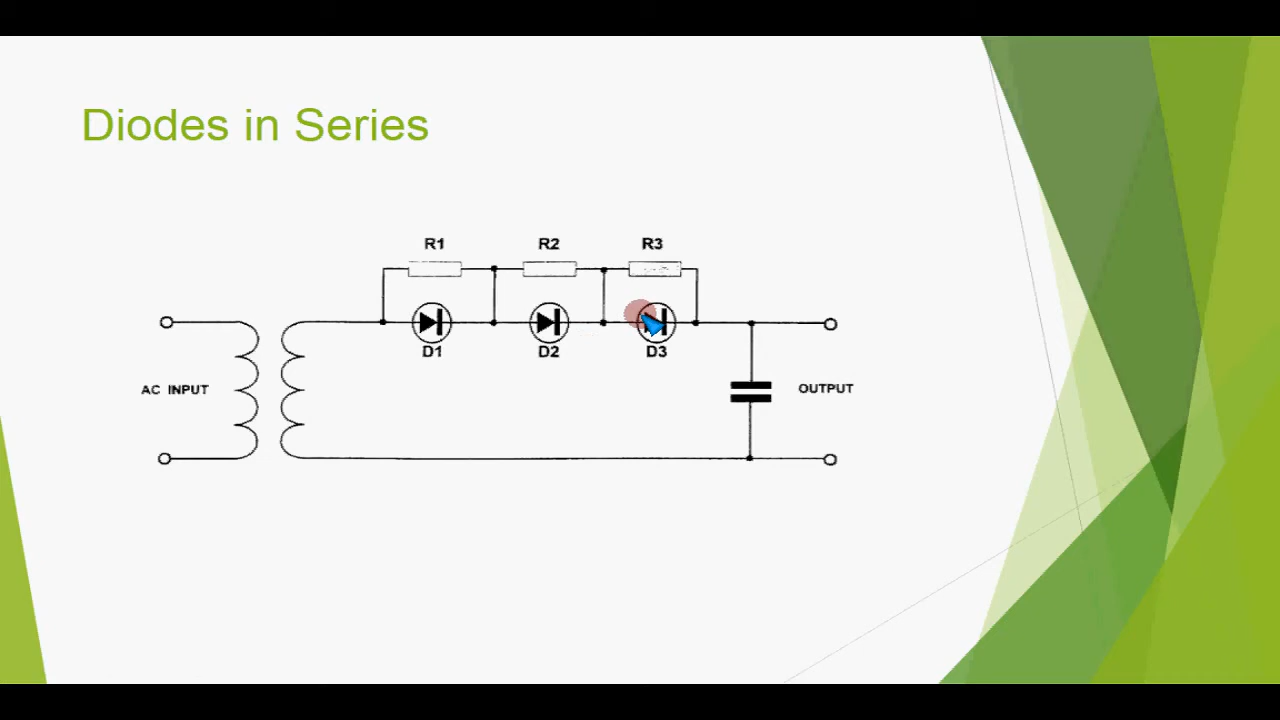 Diodes in Series
R1 R2 R3
D1 D2 D3
AC INPUT OUTPUT